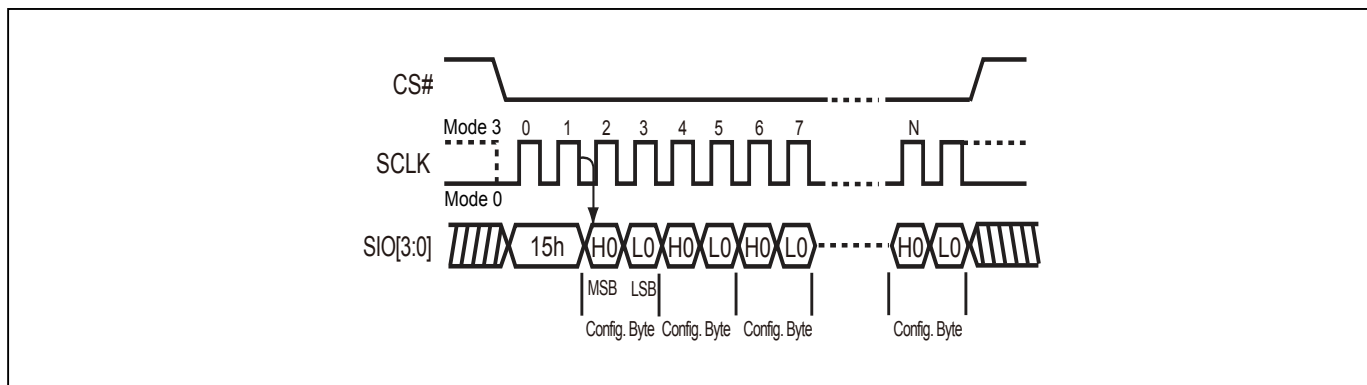 CS#
Mode 3 0 1 2 3 4 5 6 7 N
SCLK
Mode 0
SIO[3:0] 15h H0 L0 H0 L0 H0 L0 H0 L0
MSB LSB
Config. Byte Config. Byte Config. Byte Config. Byte